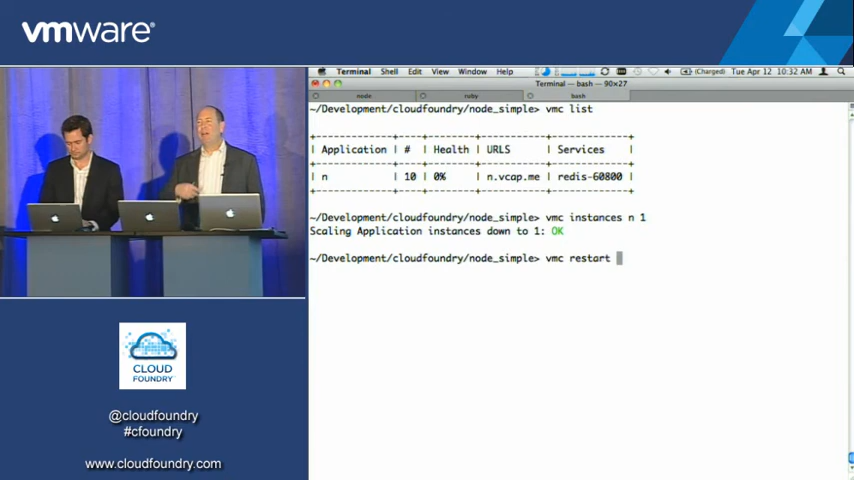 vmware®
Terminal Shell Edit View Window Help (Charged) Tue Apr 12 10:32 AM
Terminal — bash — 90×27
node ruby bash
~/Development/cloudfoundry/node_simple> vmc list
| Application | # | Health | URLS | Services |
| n | 10 | 0% | n.vcap.me | redis-60800 |
~/Development/cloudfoundry/node_simple> vmc instances n 1
Scaling Application instances down to 1: OK
~/Development/cloudfoundry/node_simple> vmc restart
CLOUD
FOUNDRY
@cloudfoundry
#cfoundry
www.cloudfoundry.com